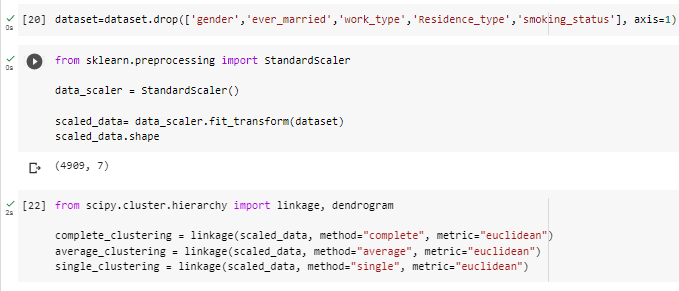 [20] dataset=dataset.drop(['gender','ever_married','work_type','Residence_type','smoking_status'], axis=1)
0s
from sklearn.preprocessing import StandardScaler
0s
data_scaler = StandardScaler()
scaled_data= data_scaler.fit_transform(dataset)
scaled_data.shape
(4909, 7)
[22] from scipy.cluster.hierarchy import linkage, dendrogram
2s
complete_clustering = linkage(scaled_data, method="complete", metric="euclidean")
average_clustering = linkage(scaled_data, method="average", metric="euclidean")
single_clustering = linkage(scaled_data, method="single", metric="euclidean")